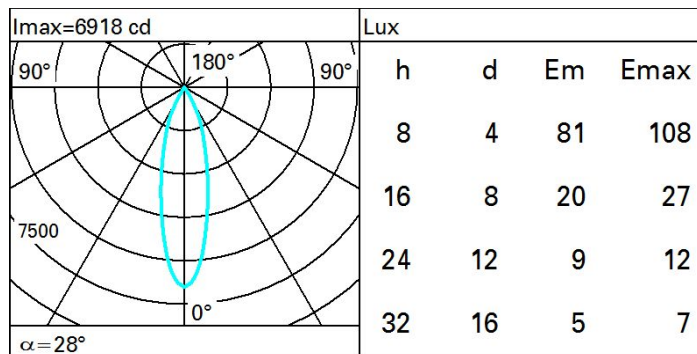 Imax=6918 cd
Lux
90°
180°
90°
7500
0°
α=28°
h d Em Emax
8 4 81 108
16 8 20 27
24 12 9 12
32 16 5 7